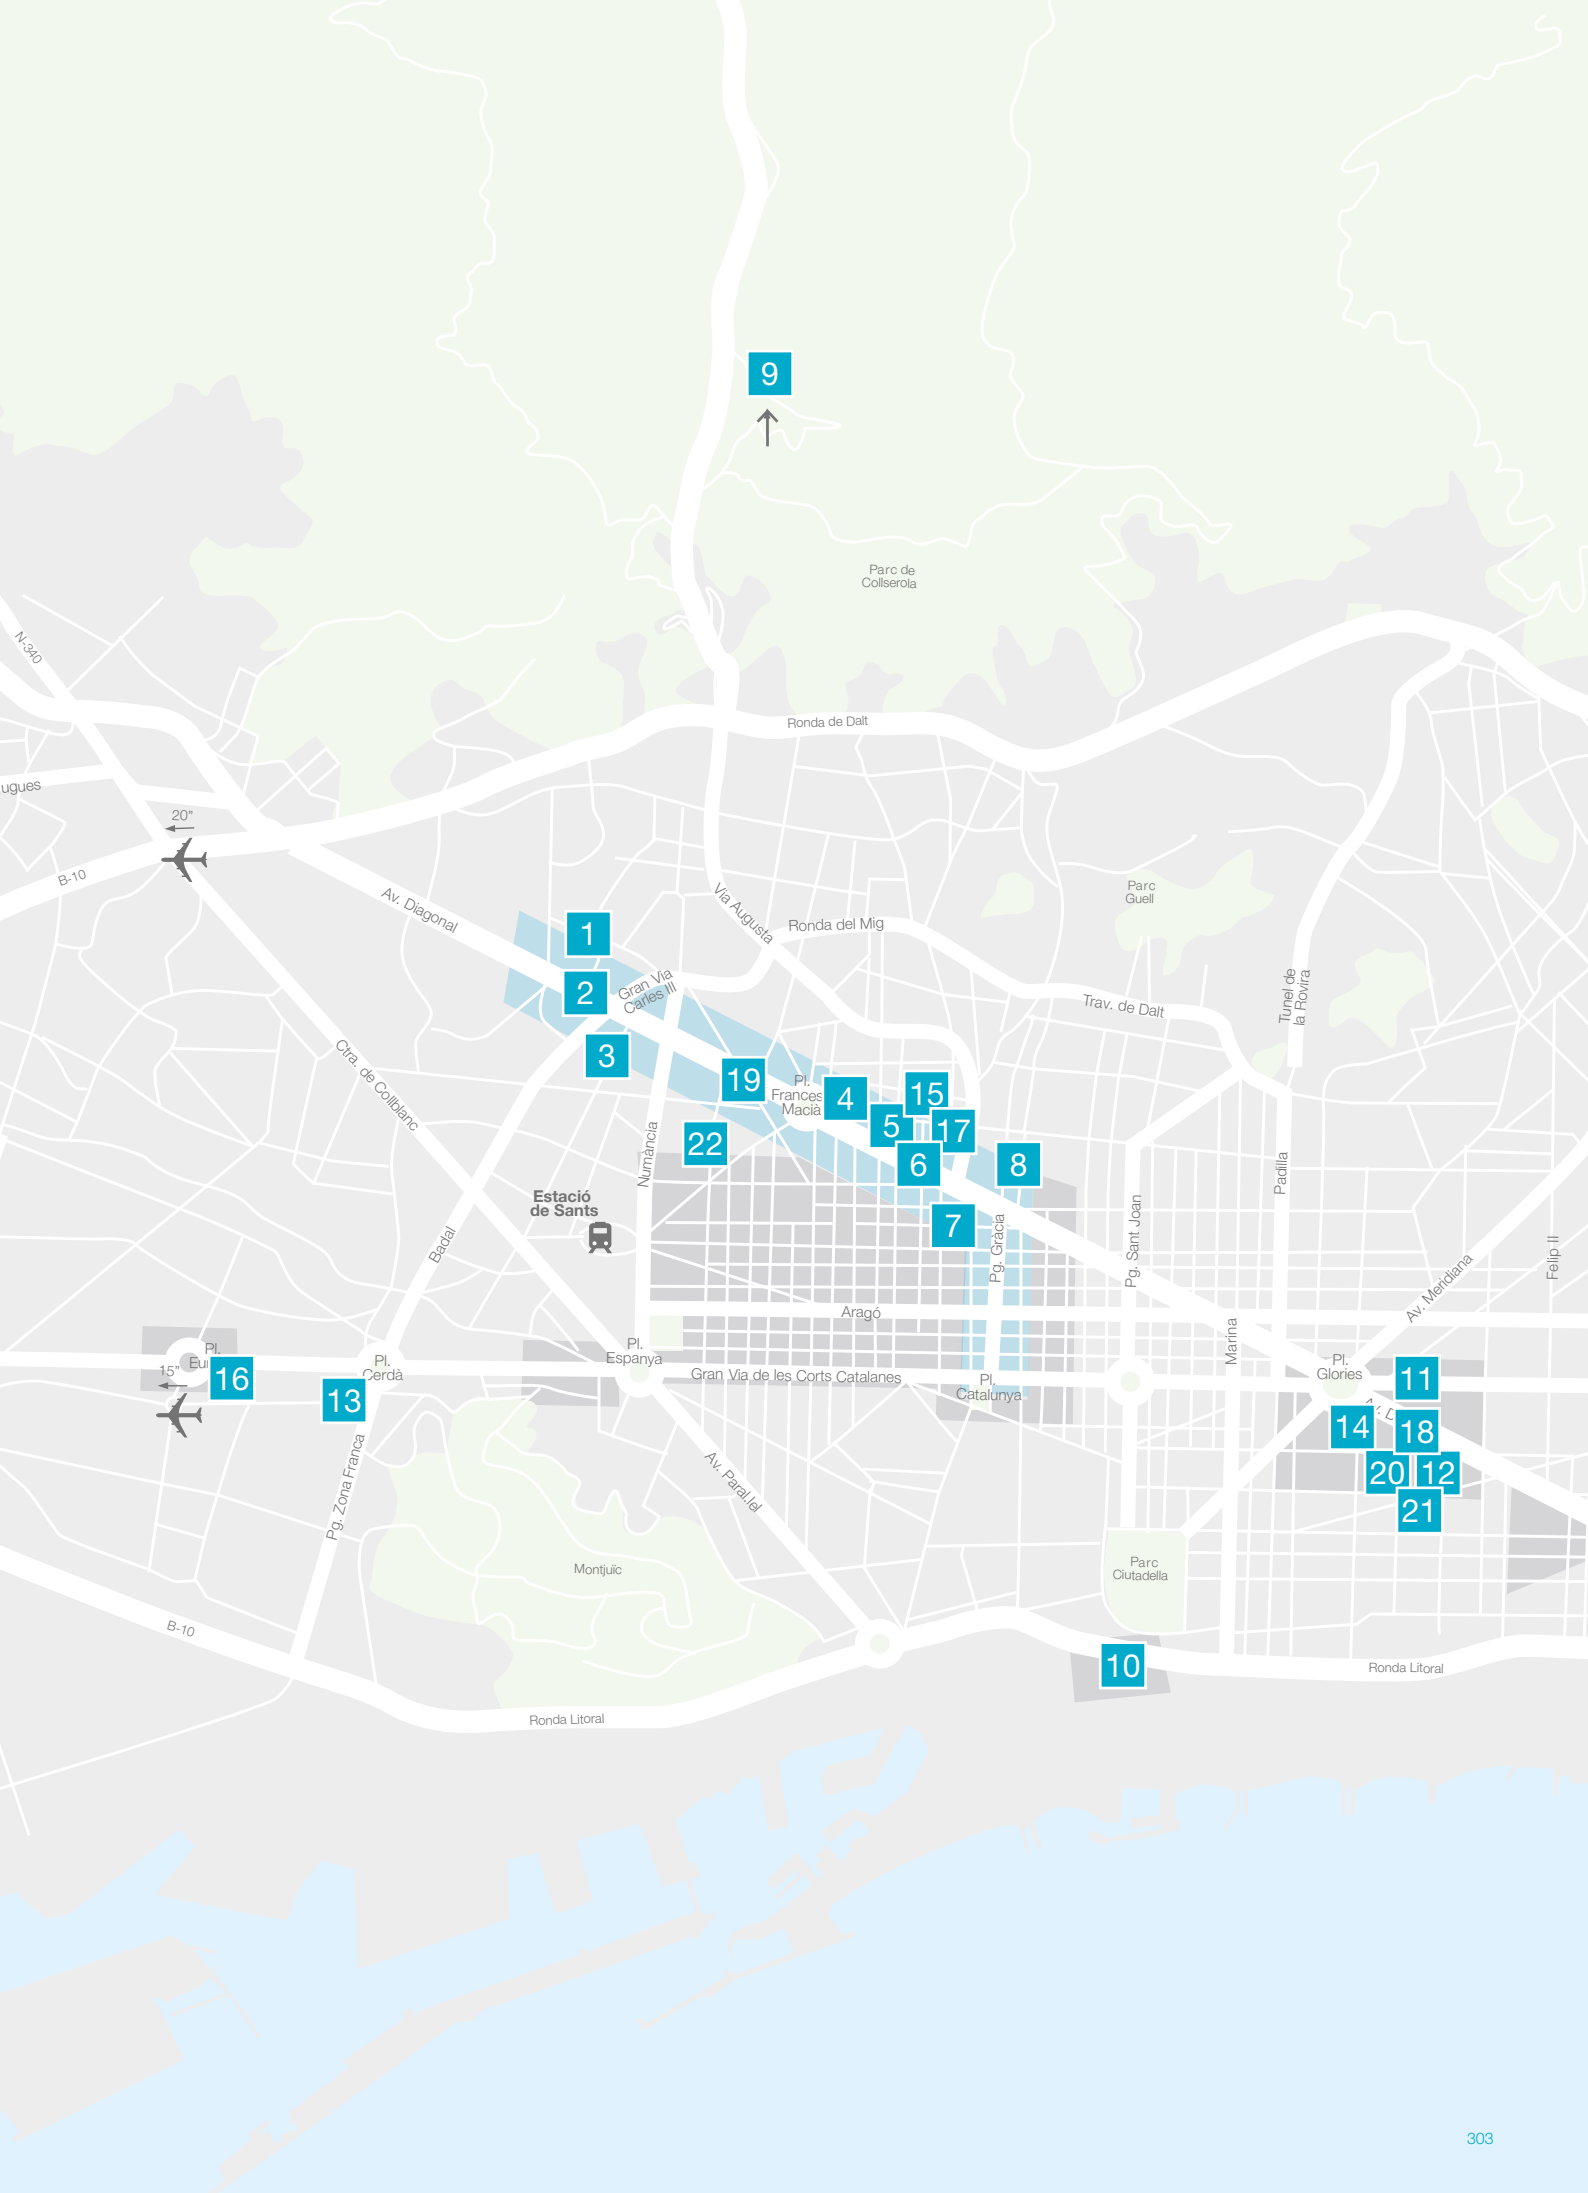 9
Parc de
Collserola
N-340
Ronda de Dalt
ugues
20”
B-10
Av. Diagonal
Via Augusta
Ronda del Mig
Parc
Guell
1
2
Gran Via
Carles III
3
Trav. de Dalt
Tunel de
la Rovira
Ctra. de Collblanc
19
Pl.
Frances
Macià
4
15
5
17
22
6
8
Numància
Padilla
Estació
de Sants
7
Pg. Gràcia
Pg. Sant Joan
Badal
Felip II
Av. Meridiana
Aragó
Marina
Pl.
Eu
15”
16
Pl.
Cerdà
13
Pl.
Espanya
Gran Via de les Corts Catalanes
Pl.
Catalunya
Pl.
Glories
11
Av. D
14
18
20
12
21
Pg. Zona Franca
Av. Paral.lel
Montjuïc
Parc
Ciutadella
B-10
10
Ronda Litoral
Ronda Litoral
303